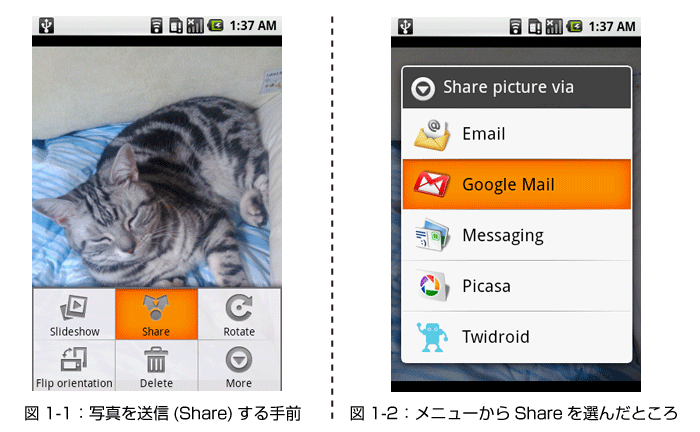 1:37 AM
Slideshow
Share
Rotate
Flip orientation
Delete
More
図 1-1：写真を送信 (Share) する手前
1:37 AM
Share picture via
Email
Google Mail
Messaging
Picasa
Twidroid
図 1-2：メニューから Share を選んだところ